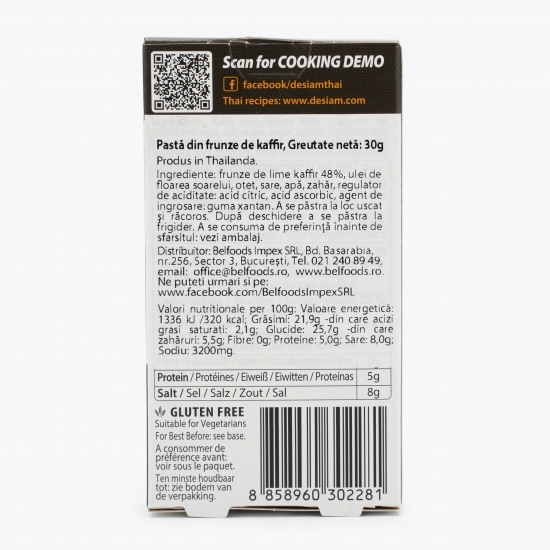 Scan for COOKING DEMO
facebook/desiamthai
Thai recipes: www.desiam.com
Pastă din frunze de kaffir, Greutate netă: 30g
Produs in Thailanda.
Ingrediente: frunze de lime kaffir 48%, ulei de
floarea soarelui, otet, sare, apă, zahăr, regulator
de aciditate: acid citric, acid ascorbic, agent de
ingrosare: guma xantan. A se păstra la loc uscat
și răcoros. După deschidere a se păstra la
frigider. A se consuma de preferință inainte de
sfarsitul: vezi ambalaj.
Distribuitor: Belfoods Impex SRL, Bd. Basarabia,
nr.256, Sector 3, București, Tel. 021 240 89 49,
email: office@belfoods.ro, www.belfoods.ro.
Ne puteti urmari si pe:
www.facebook.com/BelfoodsImpexSRL
Valori nutritionale per 100g: Valoare energetică:
1336 kJ /320 kcal; Grăsimi: 21,9g -din care acizi
grasi saturati: 2,1g; Glucide: 25,7g -din care
zaháruri: 5,5g; Fibre: 0g; Proteine: 5,0g; Sare: 8,0g;
Sodiu: 3200mg.
Protein / Protéines / Eiweiß / Eiwitten / Proteínas 5g
Salt / Sel / Salz / Zout / Sal 8g
GLUTEN FREE
Suitable for Vegetarians
For Best Before: see base.
A consommer de
préférence avant:
voir sous le paquet.
Ten minste houdbaar
tot: zie bodem van
de verpakking.
8 858960 302281